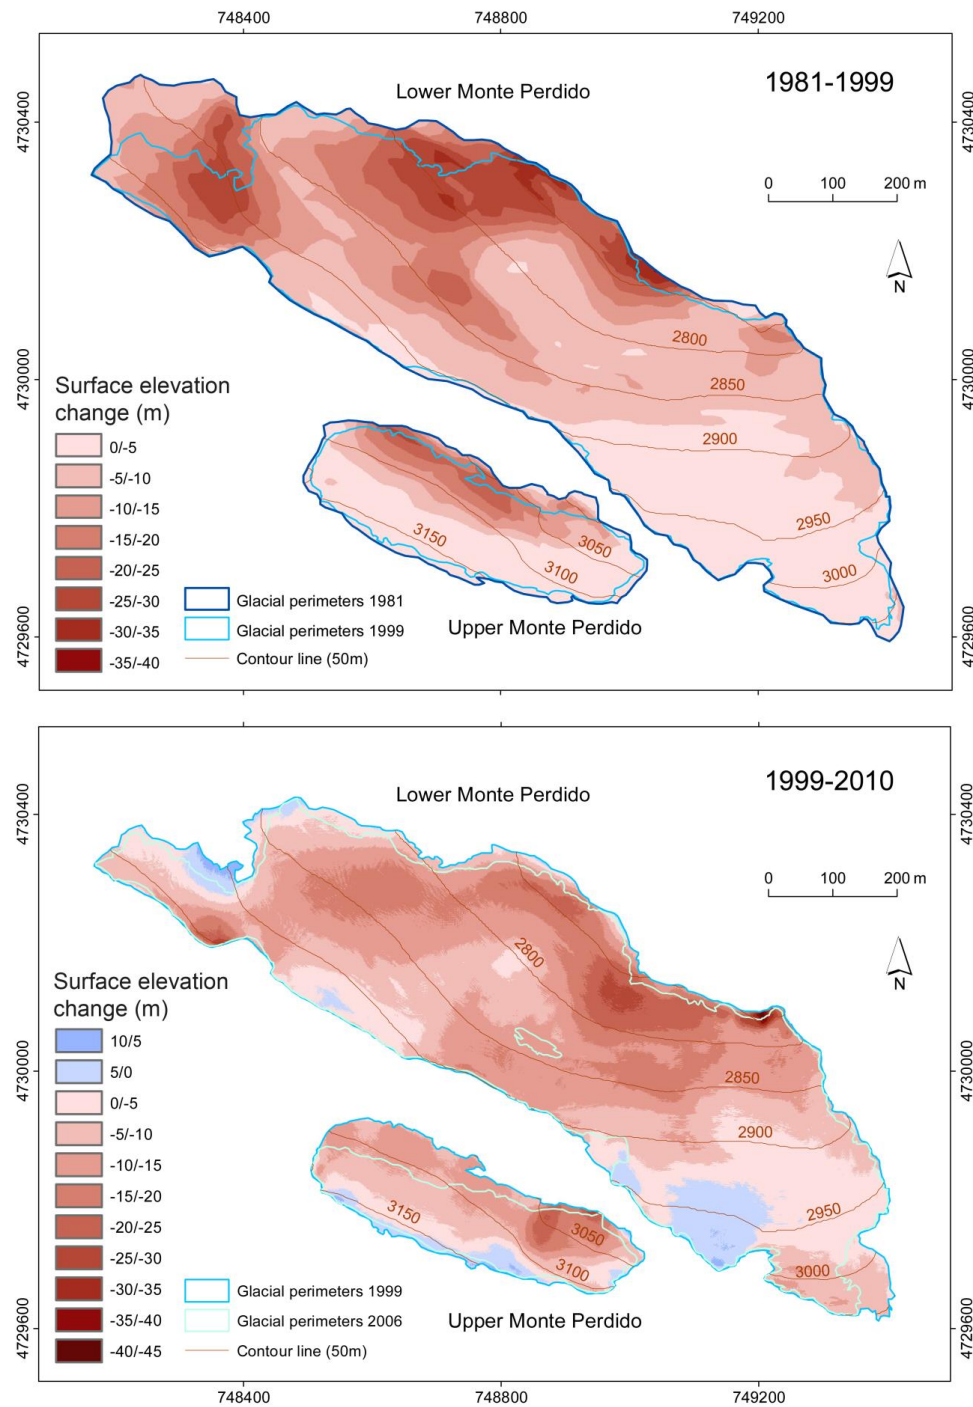 748400 748800 749200
Lower Monte Perdido
1981-1999
4730400
4730400
0 100 200 m
N
2800
4730000
4730000
Surface elevation
change (m)
2850
2900
0/-5
-5/-10
-10/-15
-15/-20
-20/-25
-25/-30
-30/-35
-35/-40
2950
3150
3050
3100
3000
Glacial perimeters 1981
Glacial perimeters 1999
Contour line (50m)
Upper Monte Perdido
4729600
4729600
Lower Monte Perdido
1999-2010
4730400
4730400
0 100 200 m
N
2800
Surface elevation
change (m)
4730000
4730000
10/5
5/0
0/-5
-5/-10
-10/-15
-15/-20
-20/-25
-25/-30
-30/-35
-35/-40
-40/-45
2850
2900
2950
3150
3050
3100
3000
Glacial perimeters 1999
Glacial perimeters 2006
Contour line (50m)
Upper Monte Perdido
4729600
4729600
748400 748800 749200